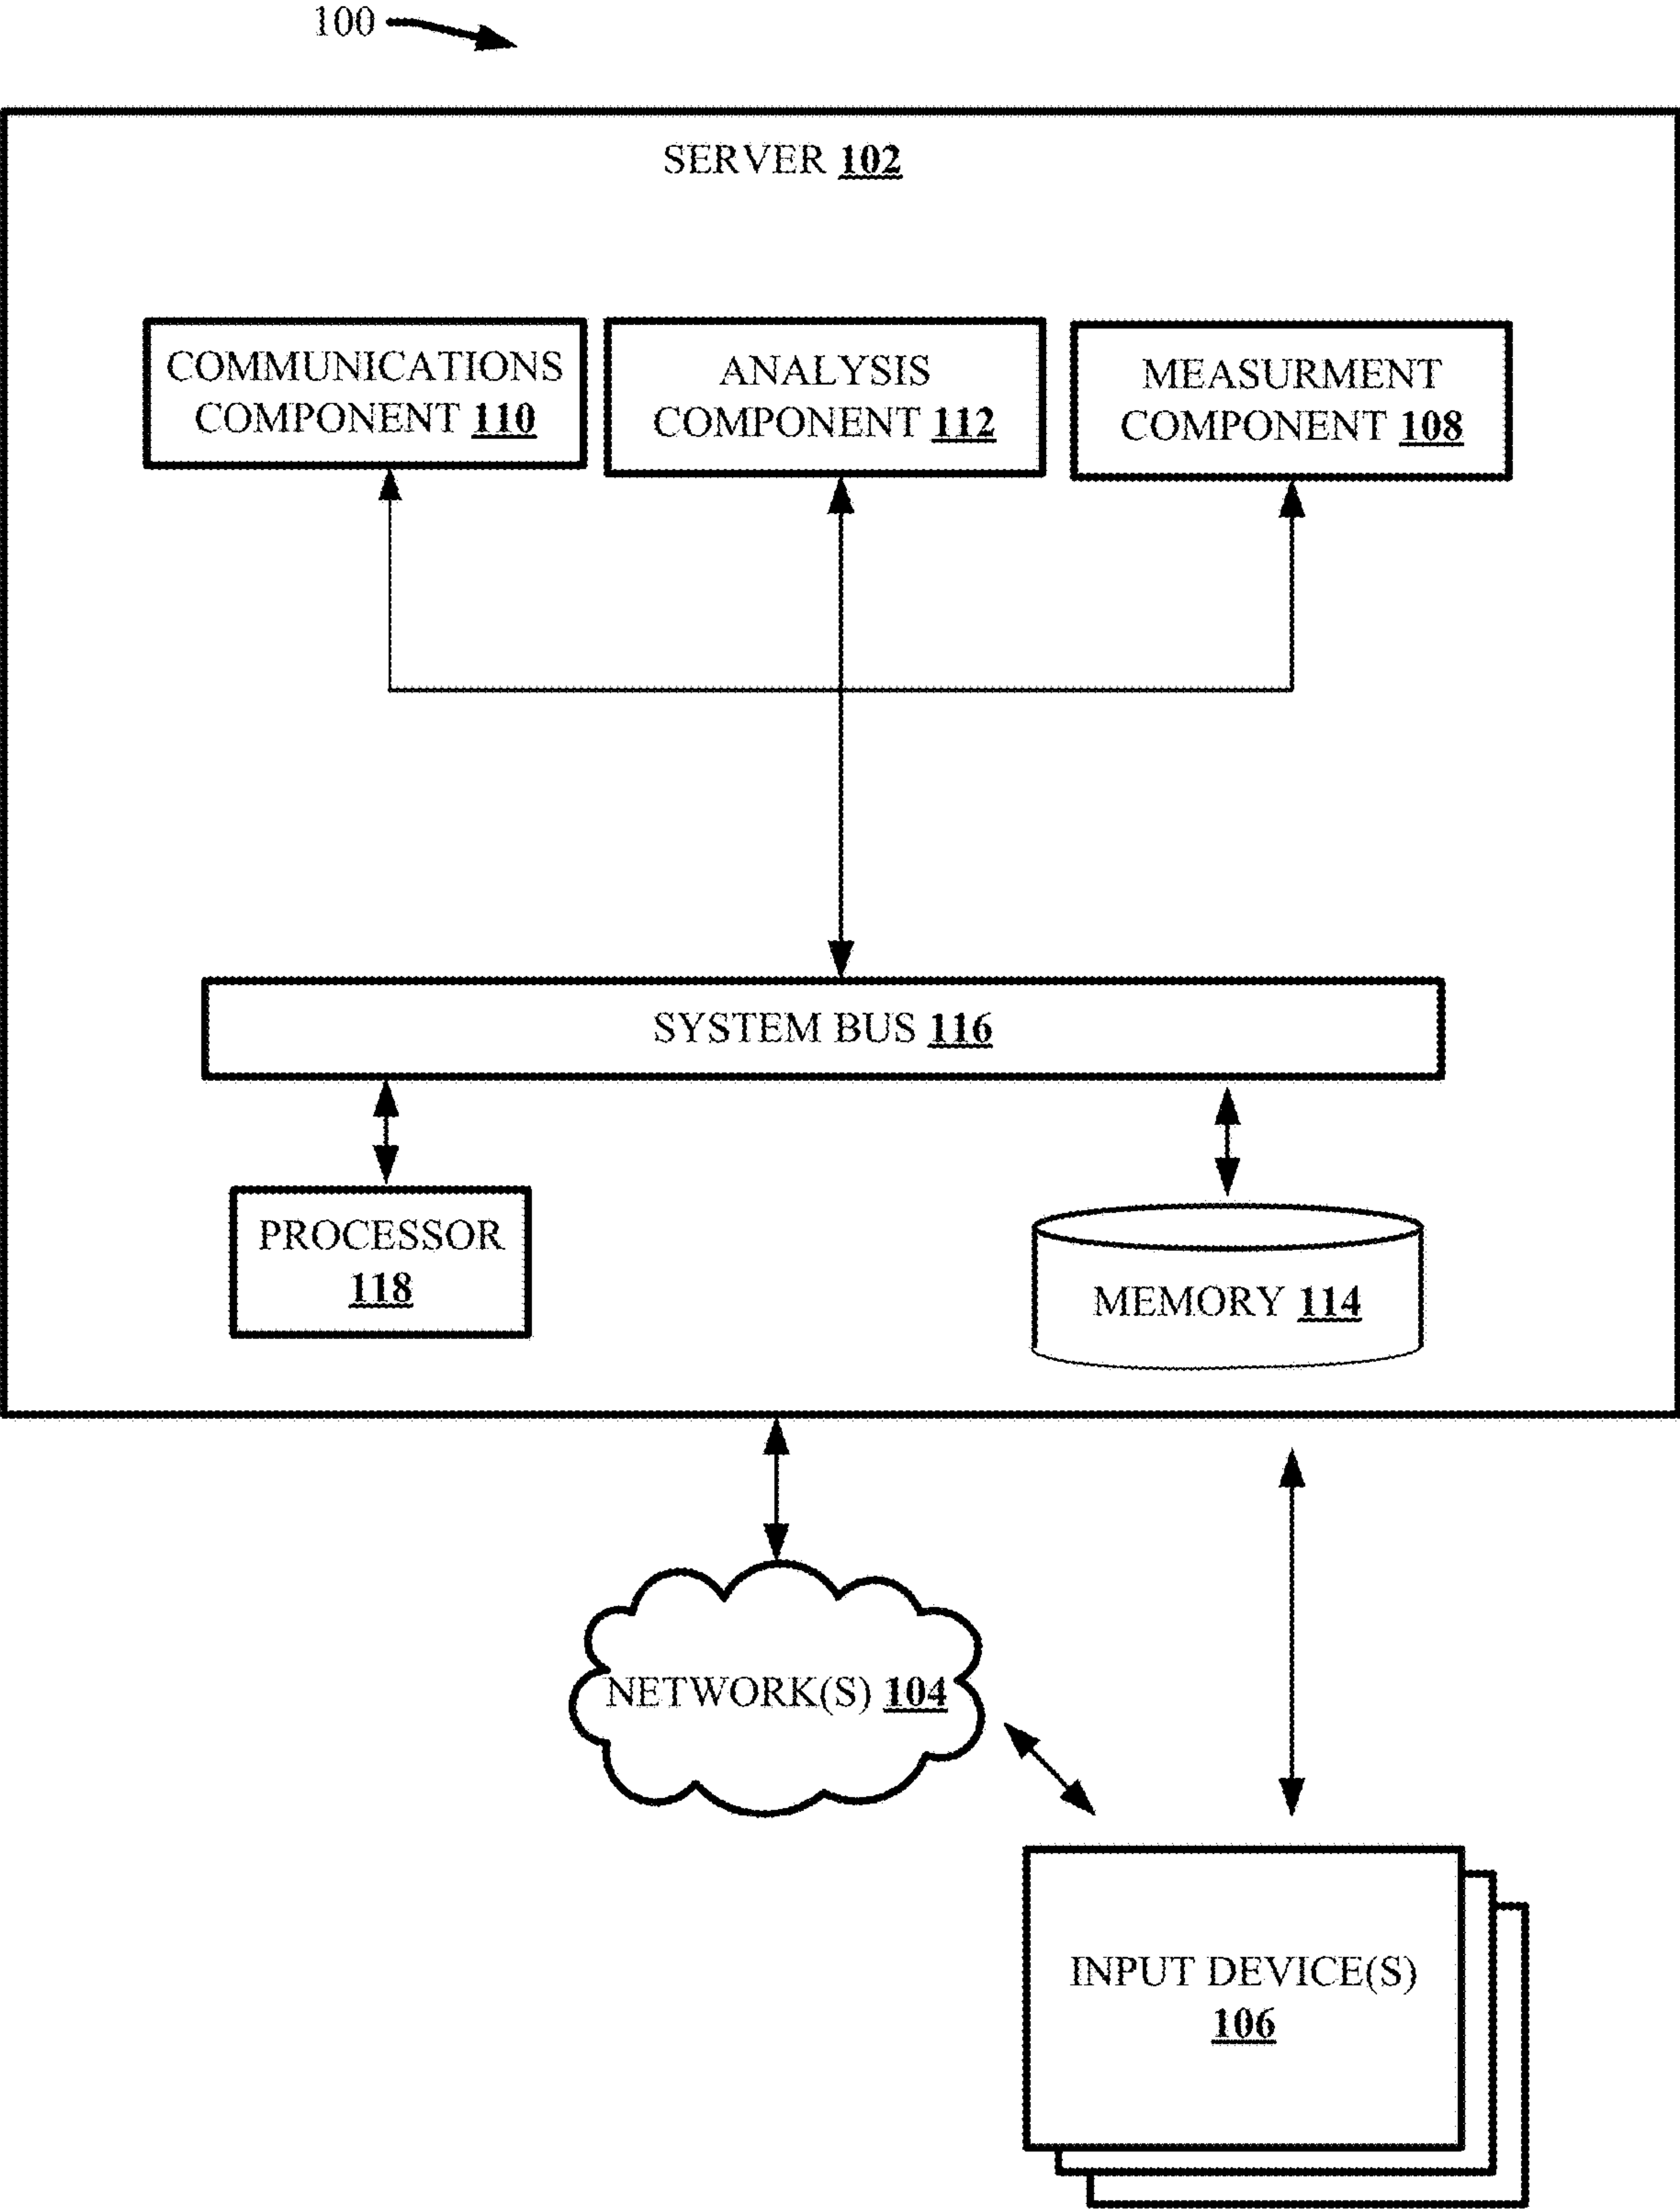 100
SERVER 102
COMMUNICATIONS
COMPONENT 110
ANALYSIS
COMPONENT 112
MEASURMENT
COMPONENT 108
SYSTEM BUS 116
PROCESSOR
118
MEMORY 114
NETWORK(S) 104
INPUT DEVICE(S)
106